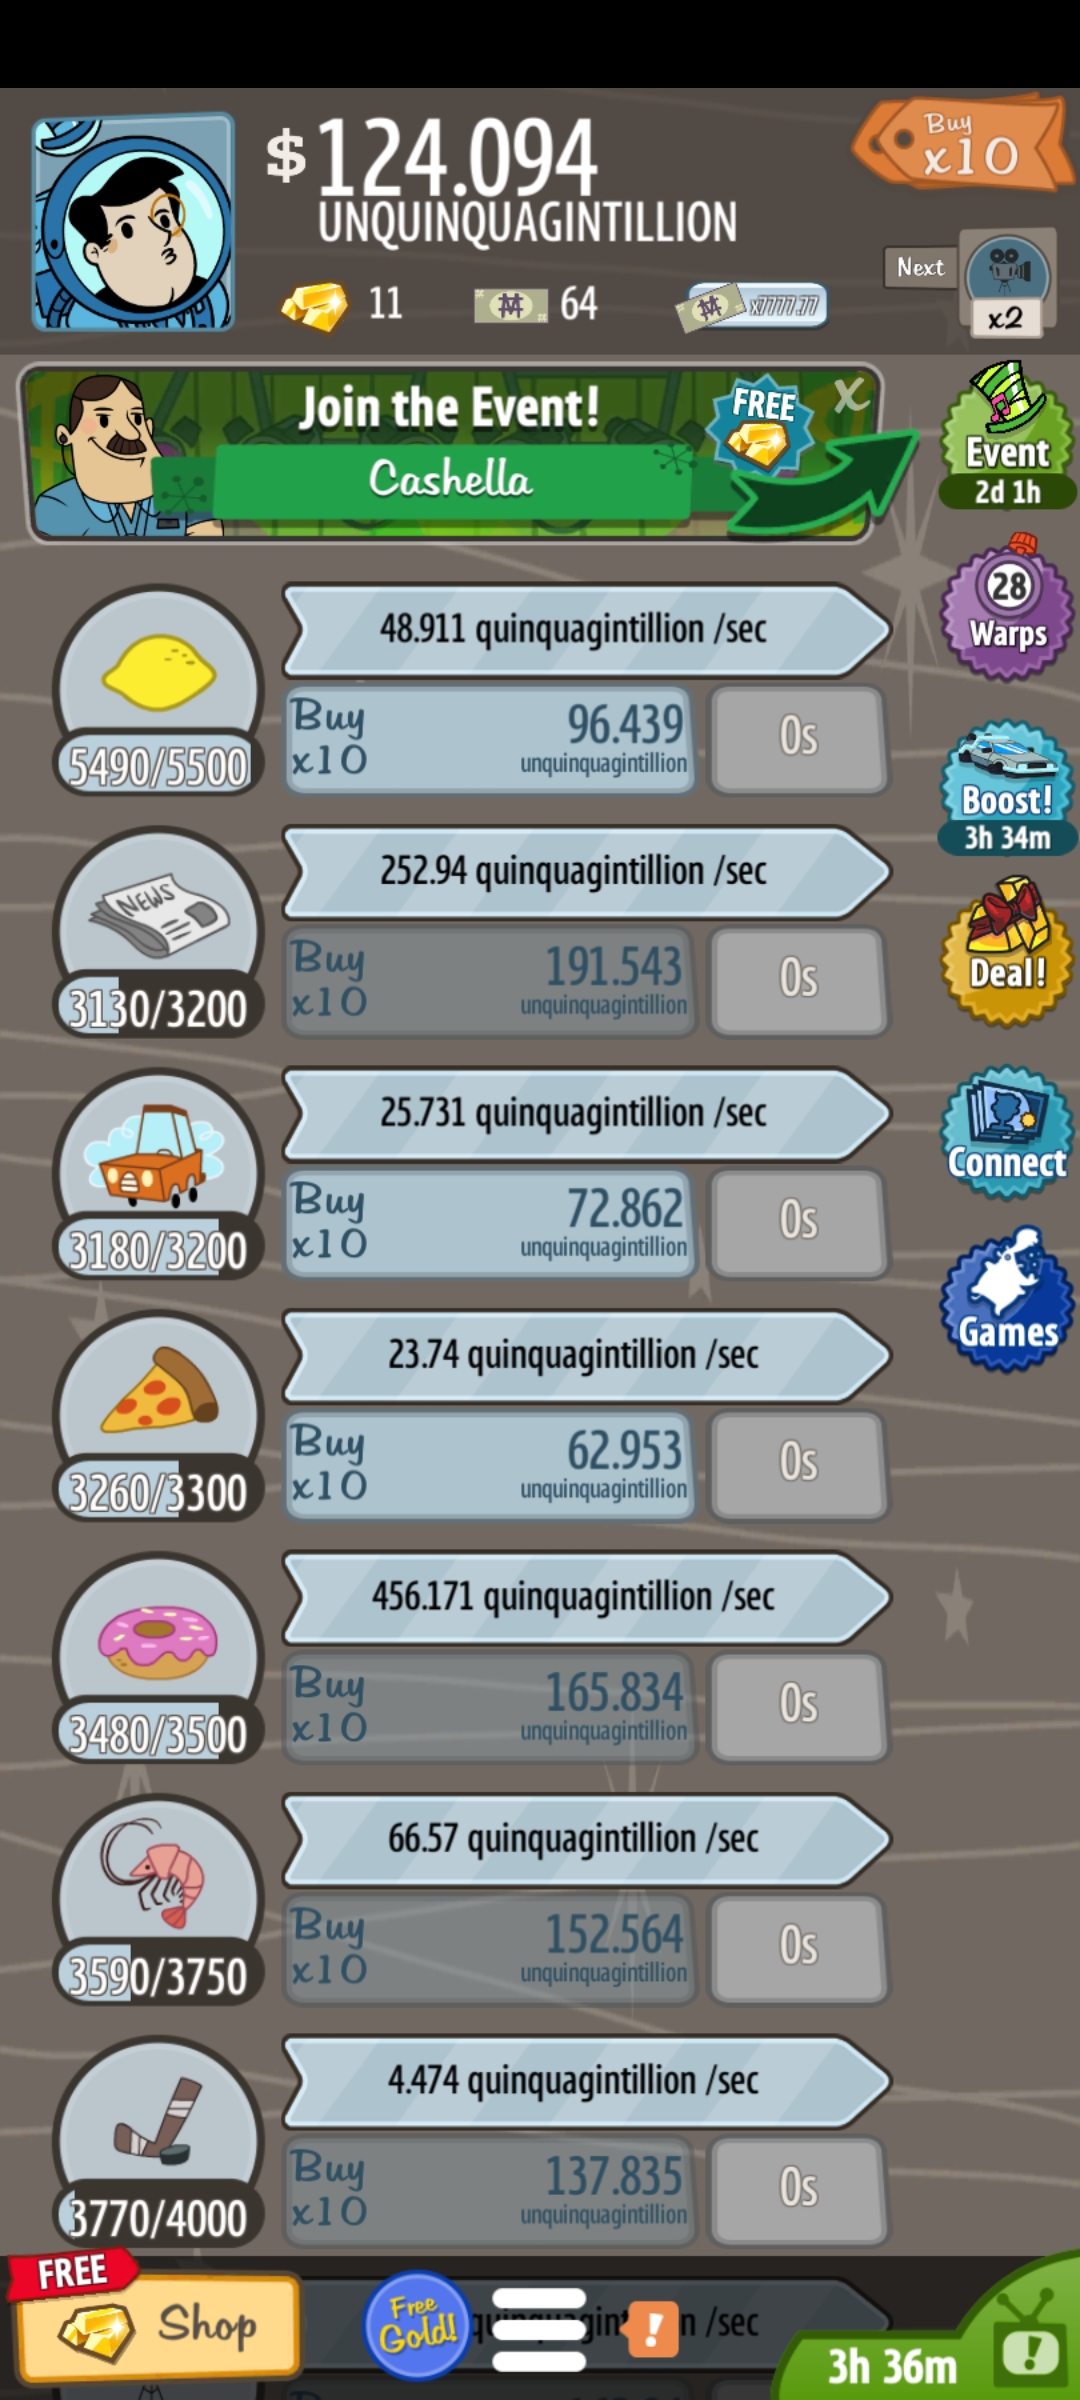 $124.094
UNQUINQUAGINTILLION
Buy
x10
11
64
x7777.77
Next
x2
Join the Event!
Cashella
FREE
X
Event
2d 1h
28
Warps
Boost!
3h 34m
Deal!
Connect
Games
48.911 quinquagintillion /sec
5490/5500
Buy
x10
96.439
unquinquagintillion
0s
NEWS
252.94 quinquagintillion /sec
3130/3200
Buy
x10
191.543
unquinquagintillion
0s
25.731 quinquagintillion /sec
3180/3200
Buy
x10
72.862
unquinquagintillion
0s
23.74 quinquagintillion /sec
3260/3300
Buy
x10
62.953
unquinquagintillion
0s
456.171 quinquagintillion /sec
3480/3500
Buy
x10
165.834
unquinquagintillion
0s
66.57 quinquagintillion /sec
3590/3750
Buy
x10
152.564
unquinquagintillion
0s
4.474 quinquagintillion /sec
3770/4000
Buy
x10
137.835
unquinquagintillion
0s
FREE
Shop
Free
Gold!
!
/sec
3h 36m
!